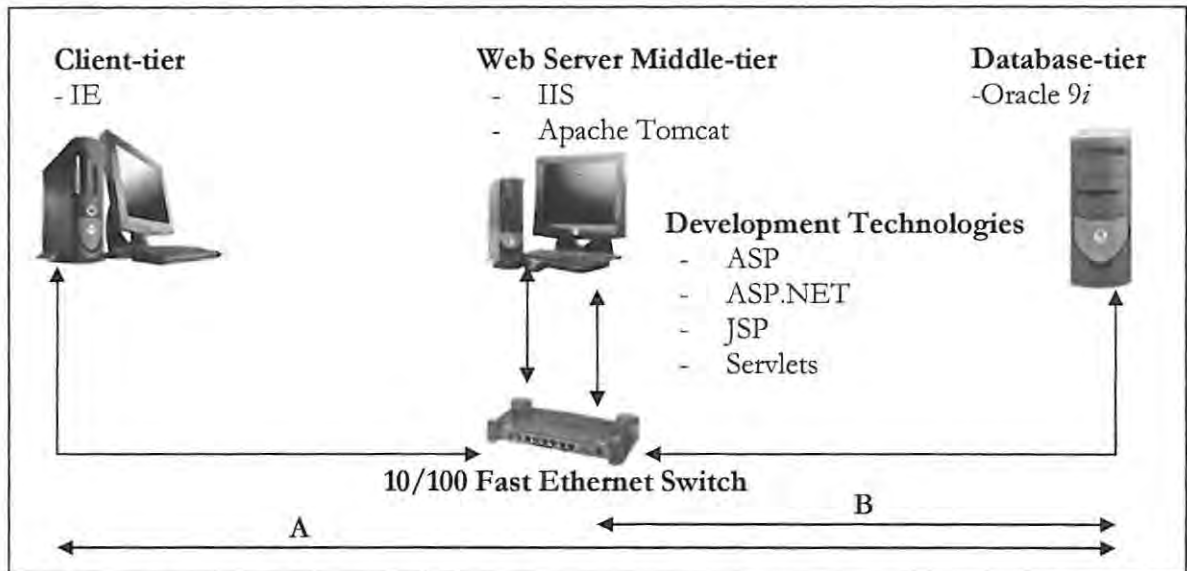 Client-tier
- IE
Web Server Middle-tier
- IIS
- Apache Tomcat
Database-tier
-Oracle 9i
Development Technologies
- ASP
- ASP.NET
- JSP
- Servlets
10/100 Fast Ethernet Switch
B
A